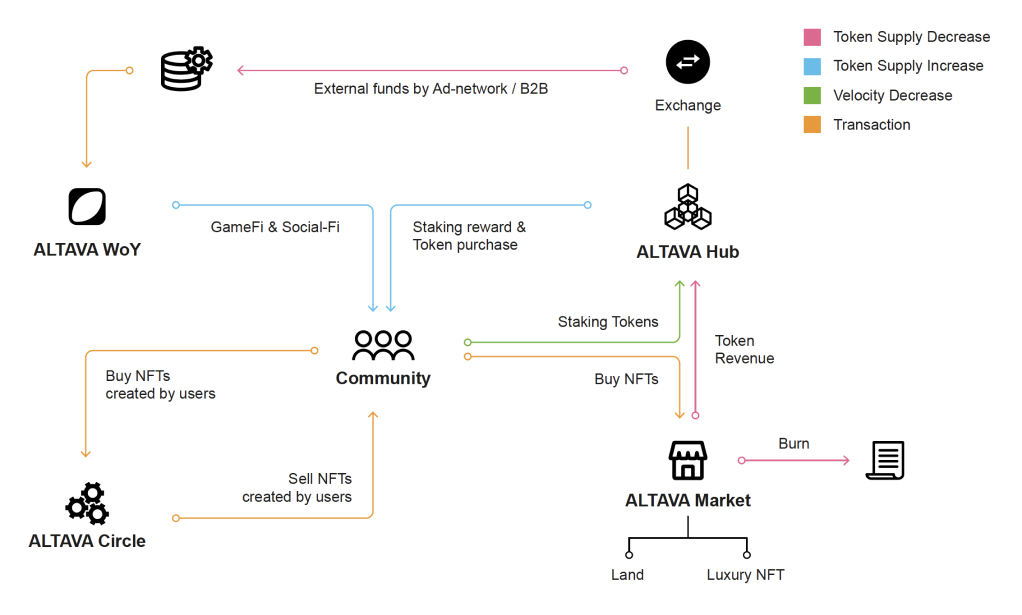 Token Supply Decrease
Token Supply Increase
Velocity Decrease
Transaction
External funds by Ad-network / B2B
Exchange
ALTAVA WoY
GameFi & Social-Fi
Staking reward &
Token purchase
ALTAVA Hub
Staking Tokens
Token
Revenue
Community
Buy NFTs
created by users
Buy NFTs
Burn
Sell NFTs
created by users
ALTAVA Market
ALTAVA Circle
Land
Luxury NFT